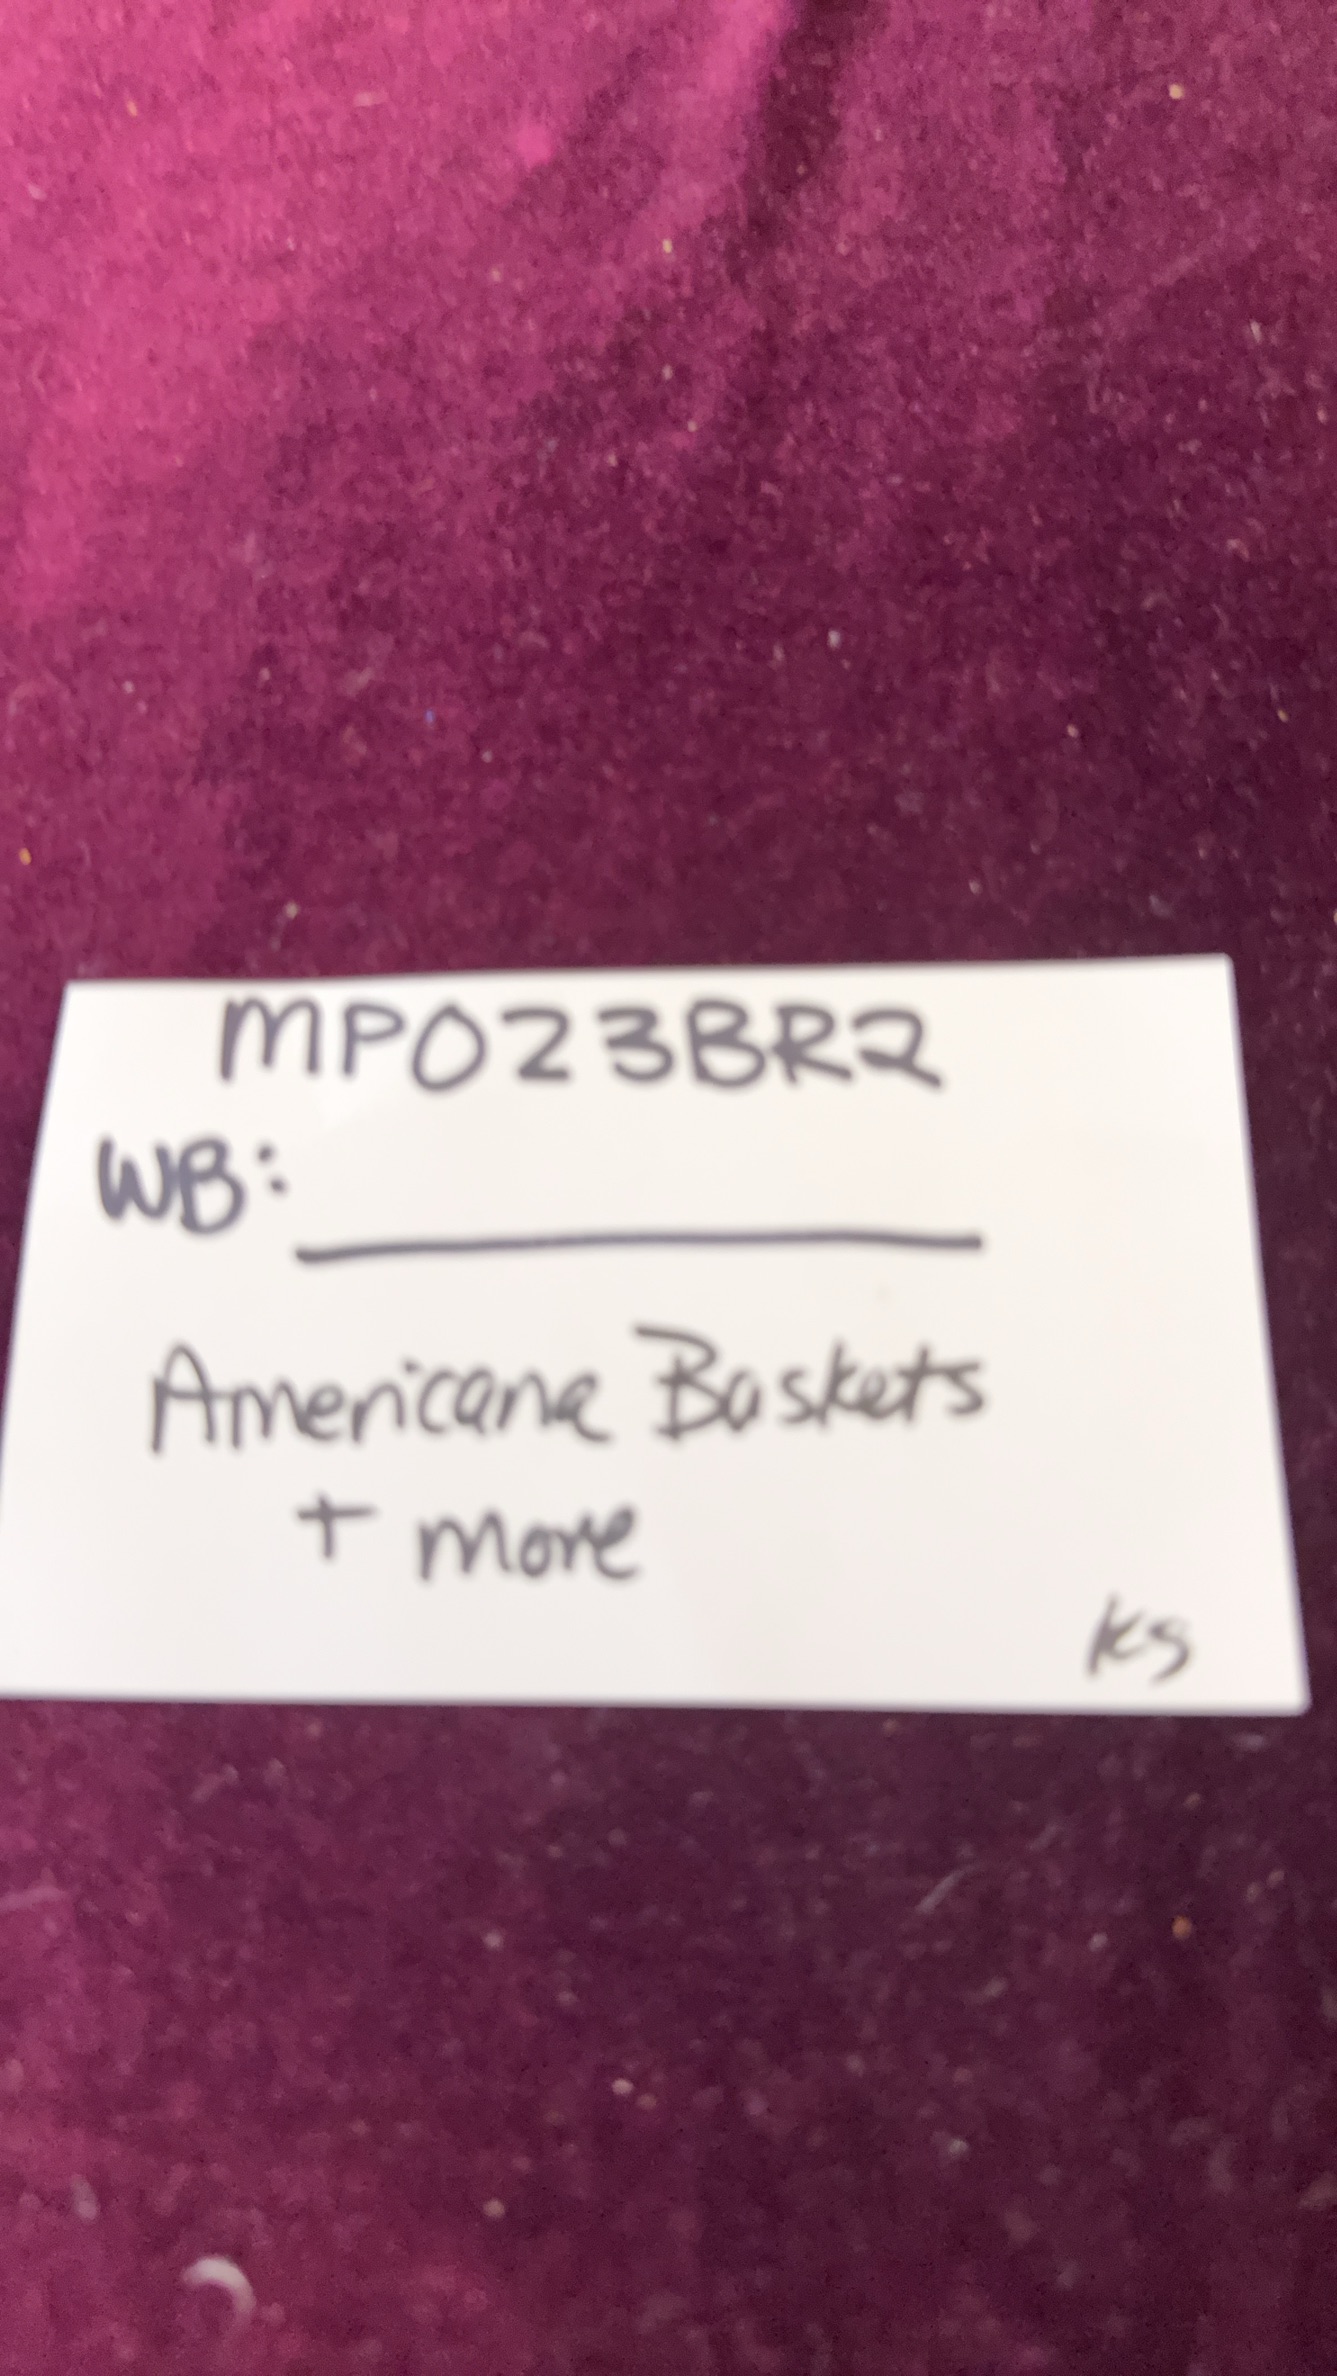 MP023BR2
WB:
Americana Baskets
+ more
KS